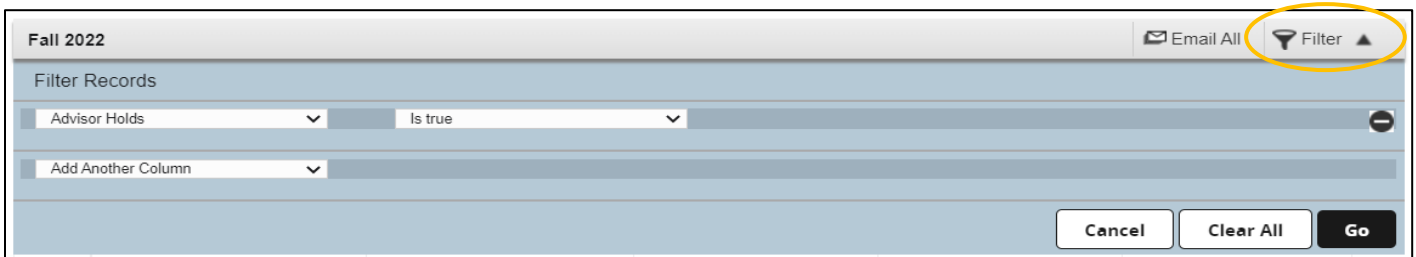 Fall 2022 Email All Filter
Filter Records
Advisor Holds Is true
Add Another Column
Cancel Clear All Go